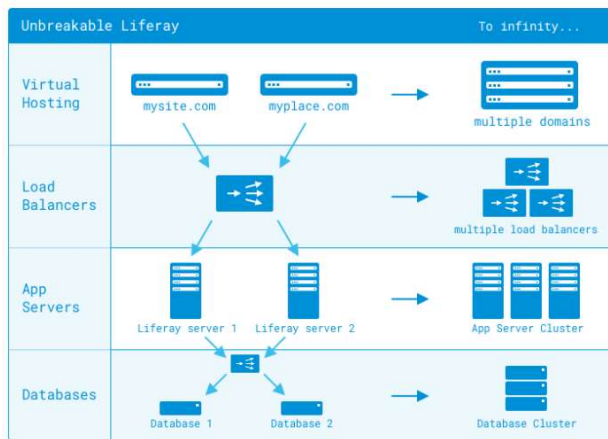 Unbreakable Liferay
To infinity...
Virtual
Hosting
mysite.com
myplace.com
multiple domains
Load
Balancers
multiple load balancers
App
Servers
Liferay server 1
Liferay server 2
App Server Cluster
Databases
Database 1
Database 2
Database Cluster